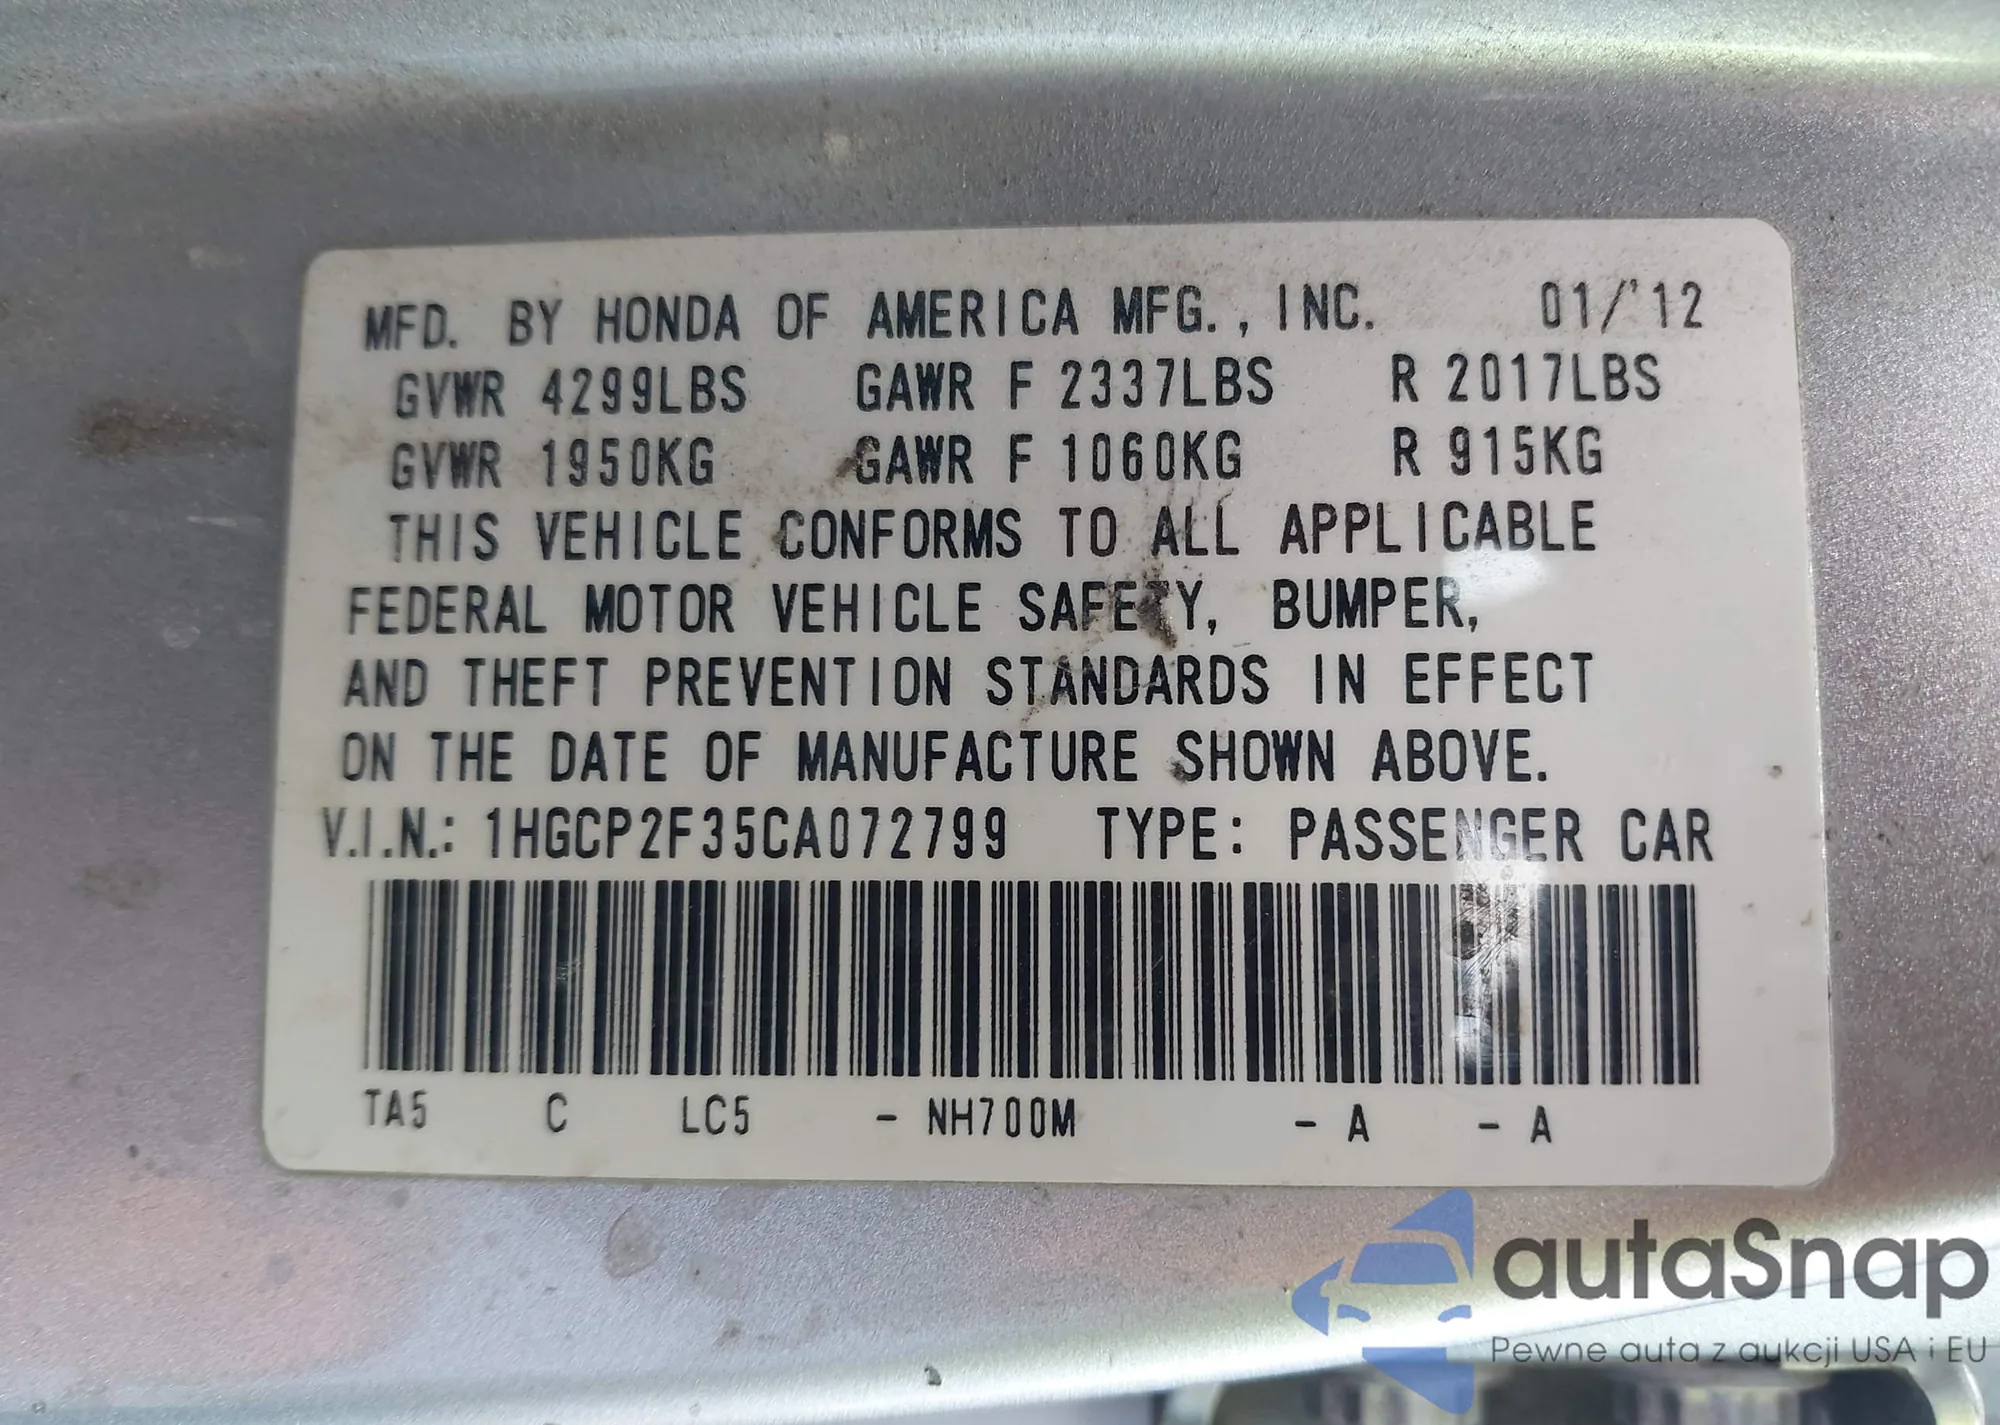 MFD. BY HONDA OF AMERICA MFG., INC. 01/'12
GVWR 4299LBS GAWR F 2337LBS R 2017LBS
GVWR 1950KG GAWR F 1060KG R 915KG
THIS VEHICLE CONFORMS TO ALL APPLICABLE
FEDERAL MOTOR VEHICLE SAFETY, BUMPER,
AND THEFT PREVENTION STANDARDS IN EFFECT
ON THE DATE OF MANUFACTURE SHOWN ABOVE.
V.I.N.: 1HGCP2F35CA072799 TYPE: PASSENGER CAR
TA5 C LC5 - NH700M - A - A
autaSnap
Pewne auta z aukcji USA i EU